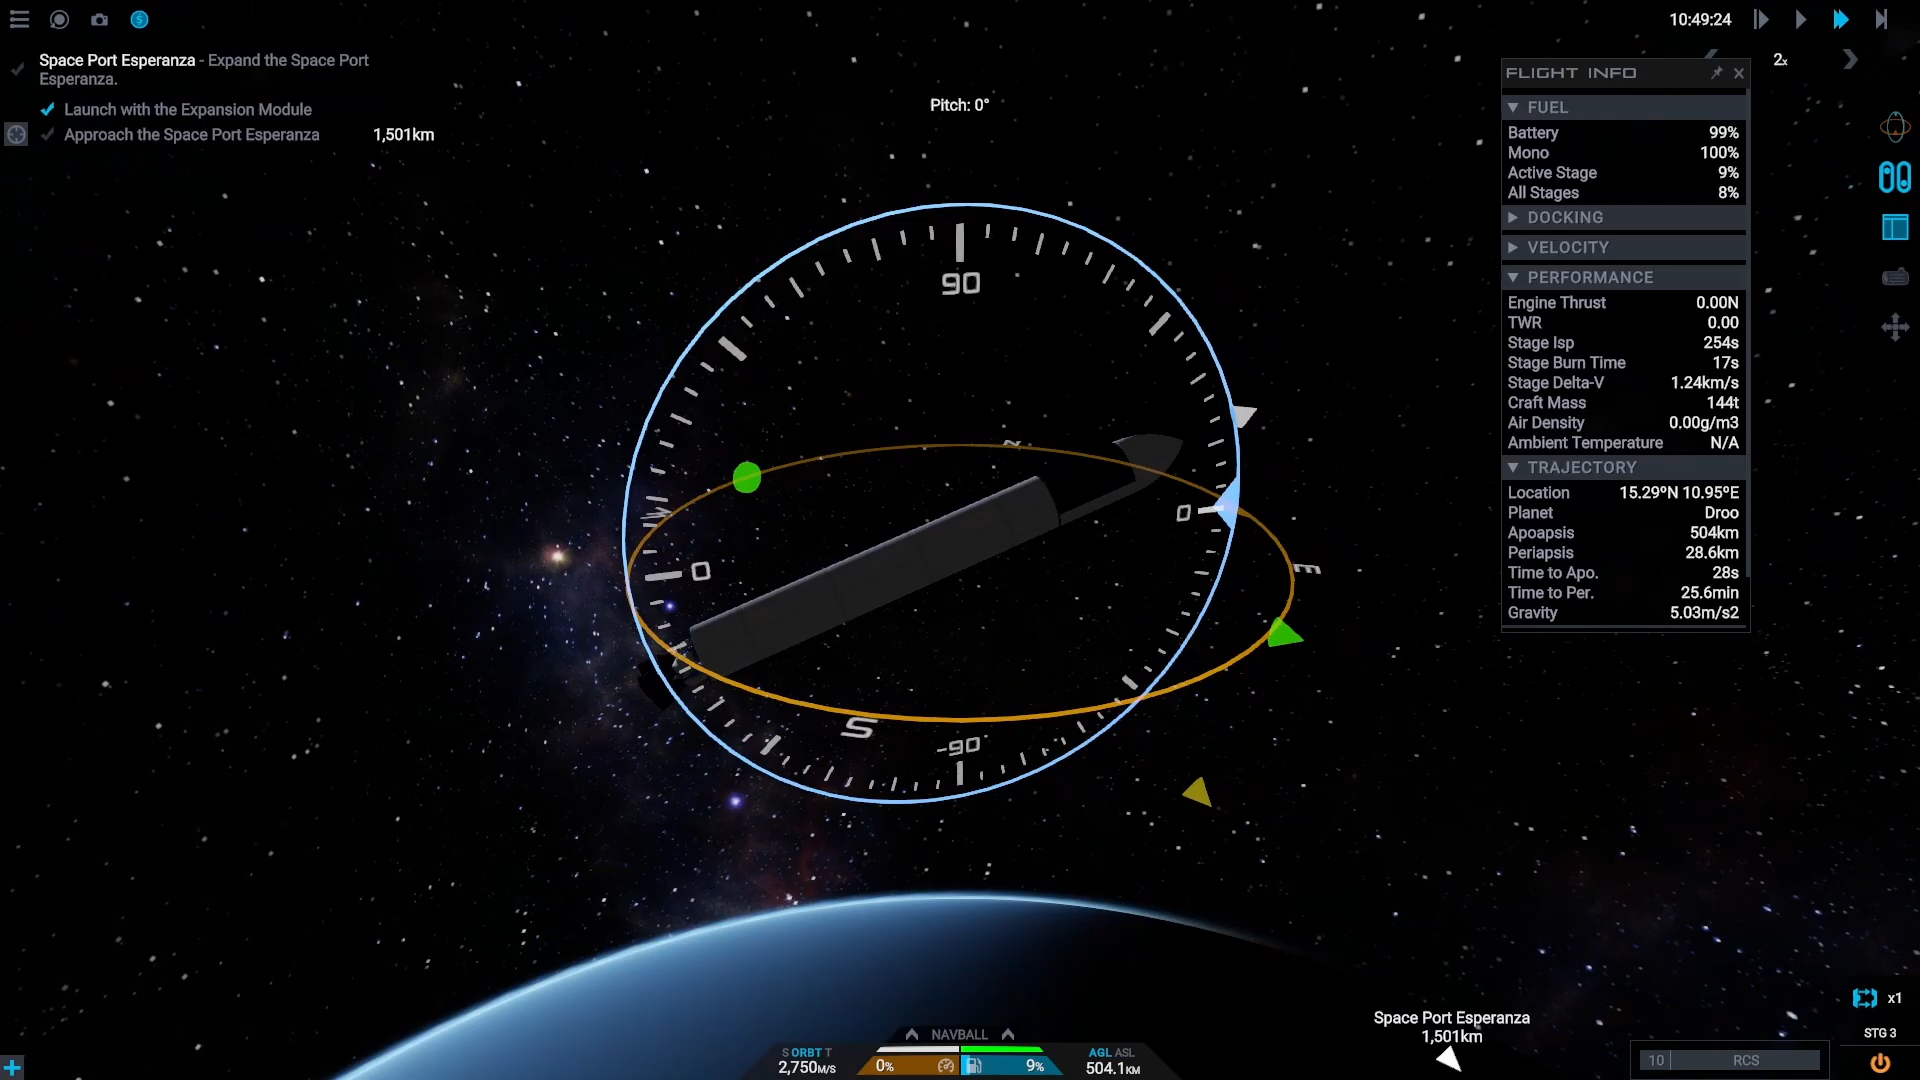 10:49:24
2x
Space Port Esperanza - Expand the Space Port
Esperanza.
Launch with the Expansion Module
Approach the Space Port Esperanza 1,501km
Pitch: 0°
FLIGHT INFO
FUEL
Battery 99%
Mono 100%
Active Stage 9%
All Stages 8%
DOCKING
VELOCITY
PERFORMANCE
Engine Thrust 0.00N
TWR 0.00
Stage Isp 254s
Stage Burn Time 17s
Stage Delta-V 1.24km/s
Craft Mass 144t
Air Density 0.00g/m3
Ambient Temperature N/A
TRAJECTORY
Location 15.29ºN 10.95ºE
Planet Droo
Apoapsis 504km
Periapsis 28.6km
Time to Apo. 28s
Time to Per. 25.6min
Gravity 5.03m/s2
90
N
W
0
0
E
S
-90
Space Port Esperanza
1,501km
NAVBALL
S ORBT T
2,750M/S
0%
9%
AGL ASL
504.1KM
x1
STG 3
10 RCS